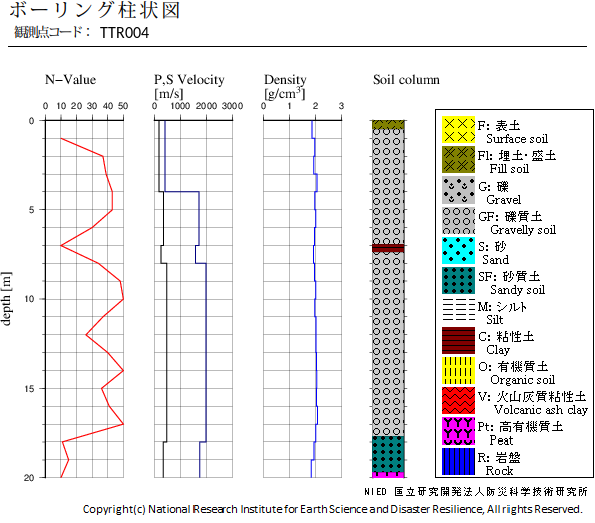 ボーリング柱状図
観測点コード： TTR004
N−Value
P,S Velocity
[m/s]
Density
[g/cm3]
Soil column
0 10 20 30 40 50
0 1000 2000 3000
0 1 2 3
0
5
10
15
20
depth [m]
F: 表土
Surface soil
Fl: 埋土・盛土
Fill soil
G: 礫
Gravel
GF: 礫質土
Gravelly soil
S: 砂
Sand
SF: 砂質土
Sandy soil
M: シルト
Silt
C: 粘性土
Clay
O: 有機質土
Organic soil
V: 火山灰質粘性土
Volcanic ash clay
Pt: 高有機質土
Peat
R: 岩盤
Rock
NIED 国立研究開発法人防災科学技術研究所
Copyright(c) National Research Institute for Earth Science and Disaster Resilience, All rights Reserved.